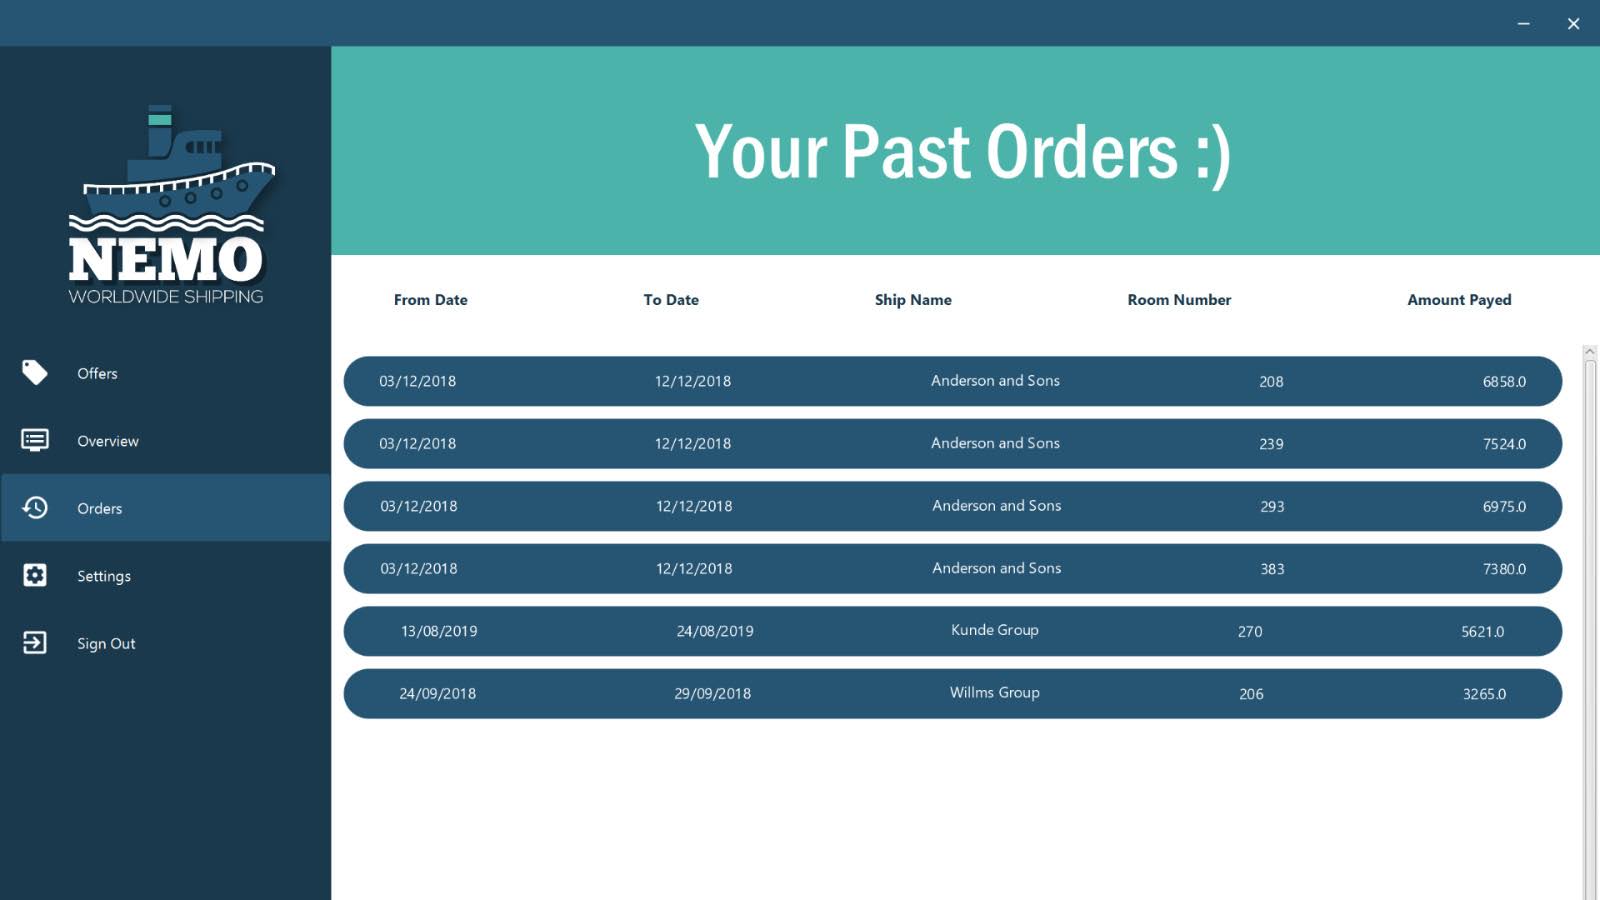 Your Past Orders :)
NEMO
WORLDWIDE SHIPPING
Offers
Overview
Orders
Settings
Sign Out
From Date To Date Ship Name Room Number Amount Payed
03/12/2018 12/12/2018 Anderson and Sons 208 6858.0
03/12/2018 12/12/2018 Anderson and Sons 239 7524.0
03/12/2018 12/12/2018 Anderson and Sons 293 6975.0
03/12/2018 12/12/2018 Anderson and Sons 383 7380.0
13/08/2019 24/08/2019 Kunde Group 270 5621.0
24/09/2018 29/09/2018 Willms Group 206 3265.0